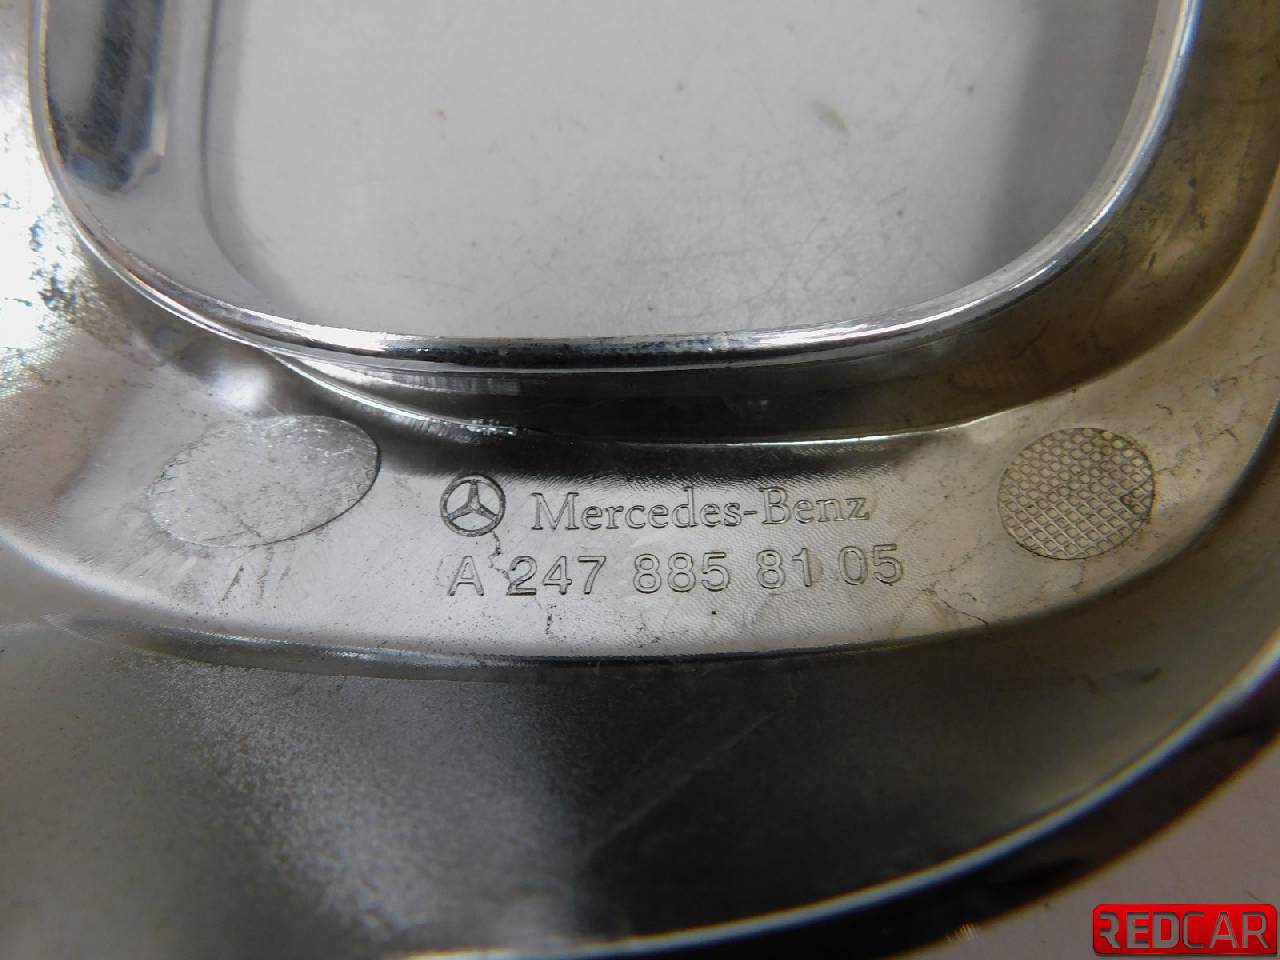 Mercedes-Benz
A 247 885 81 05
REDCAR